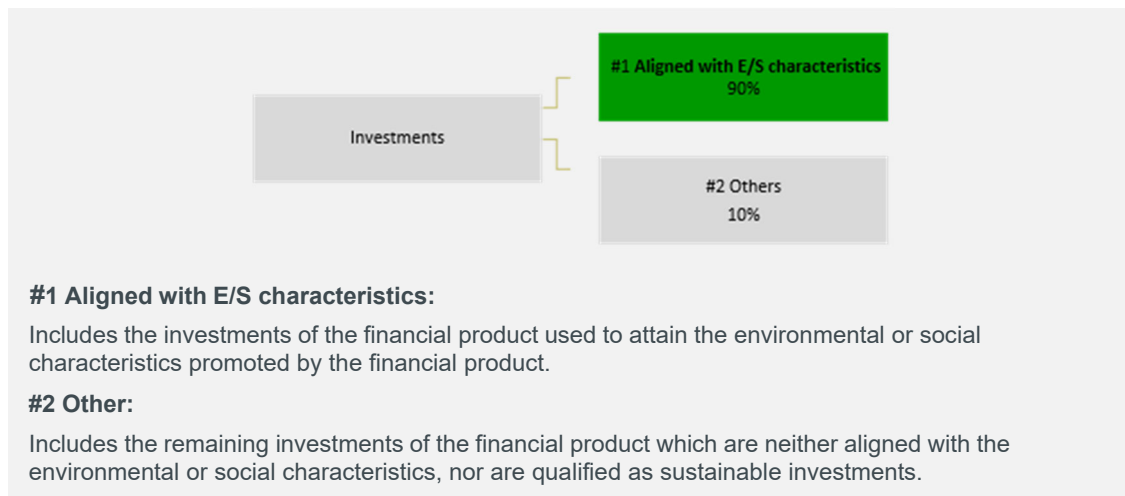 #1 Aligned with E/S characteristics
90%
Investments
#2 Others
10%
#1 Aligned with E/S characteristics:
Includes the investments of the financial product used to attain the environmental or social
characteristics promoted by the financial product.
#2 Other:
Includes the remaining investments of the financial product which are neither aligned with the
environmental or social characteristics, nor are qualified as sustainable investments.